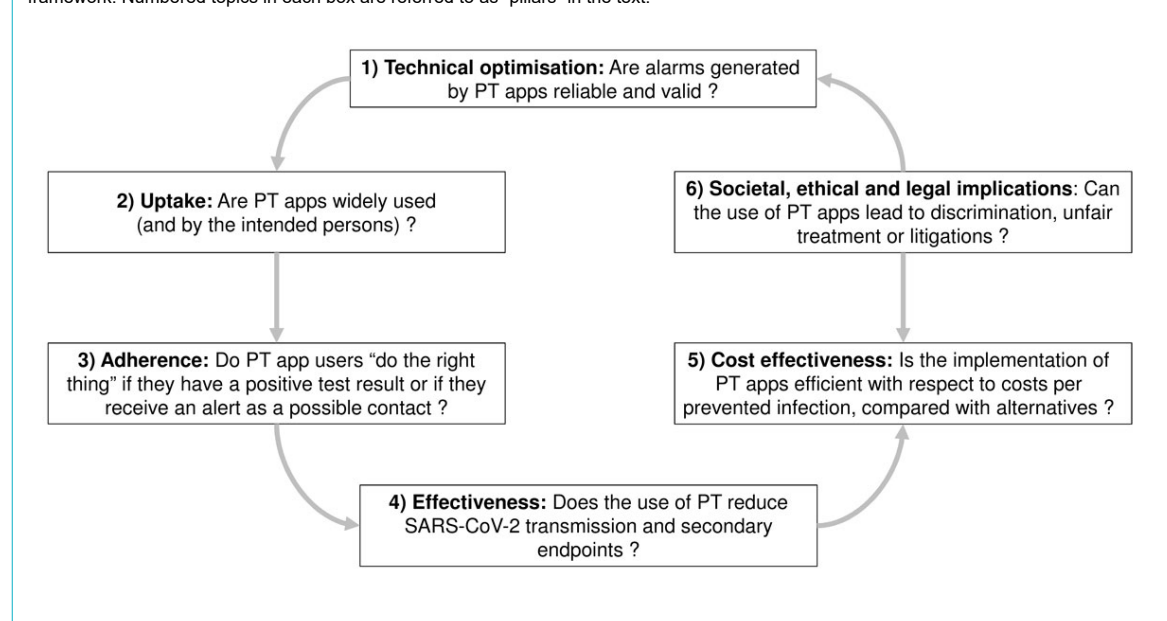 framework. Numbered topics in each box are referred to as "pillars" in the text.
1) Technical optimisation: Are alarms generated
by PT apps reliable and valid ?
2) Uptake: Are PT apps widely used
(and by the intended persons) ?
6) Societal, ethical and legal implications: Can
the use of PT apps lead to discrimination, unfair
treatment or litigations ?
3) Adherence: Do PT app users “do the right
thing” if they have a positive test result or if they
receive an alert as a possible contact ?
5) Cost effectiveness: Is the implementation of
PT apps efficient with respect to costs per
prevented infection, compared with alternatives ?
4) Effectiveness: Does the use of PT reduce
SARS-CoV-2 transmission and secondary
endpoints ?